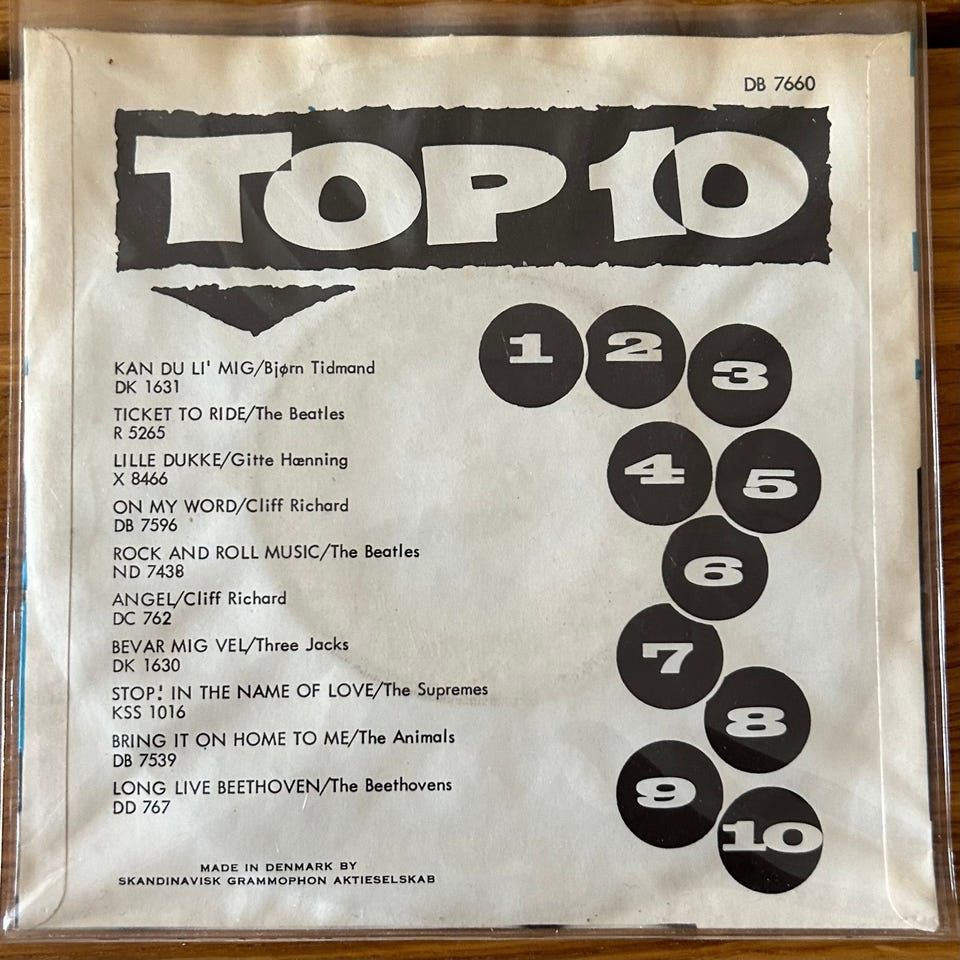 DB 7660
TOP 10
KAN DU LI' MIG/Bjørn Tidmand
DK 1631
TICKET TO RIDE/The Beatles
R 5265
LILLE DUKKE/Gitte Hænning
X 8466
ON MY WORD/Cliff Richard
DB 7596
ROCK AND ROLL MUSIC/The Beatles
ND 7438
ANGEL/Cliff Richard
DC 762
BEVAR MIG VEL/Three Jacks
DK 1630
STOP! IN THE NAME OF LOVE/The Supremes
KSS 1016
BRING IT ON HOME TO ME/The Animals
DB 7539
LONG LIVE BEETHOVEN/The Beethovens
DD 767
MADE IN DENMARK BY
SKANDINAVISK GRAMMOPHON AKTIESELSKAB
1 2 3
4 5
6
7
8
9
10